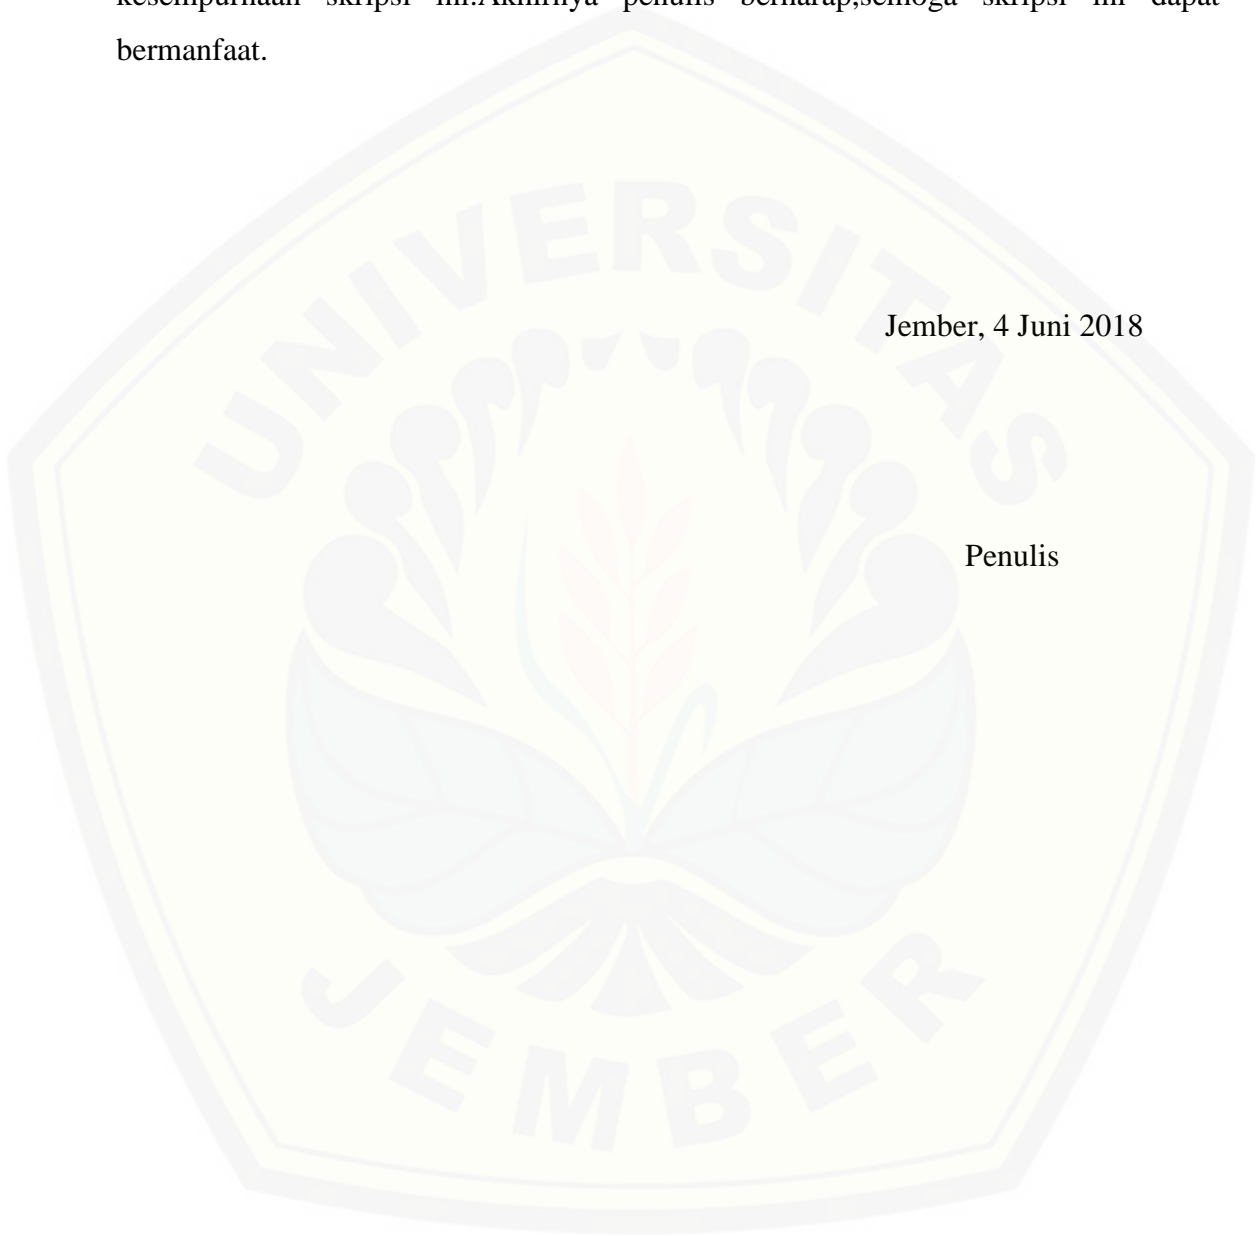 kesempurnaan skripsi ini.Akhirnya penulis berharap,semoga skripsi ini dapat
bermanfaat.
UNIVERSITAS
Jember, 4 Juni 2018
Penulis
JEMBER